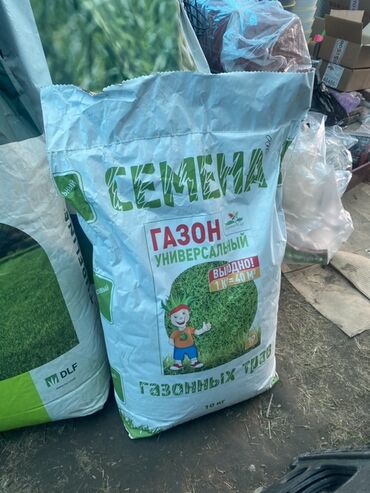 СЕМЕНА
ГАЗОН
УНИВЕРСАЛЬНЫЙ
ВЫГОДНО!
1 КГ=40 М²
газонных трав
10 кг
DLF